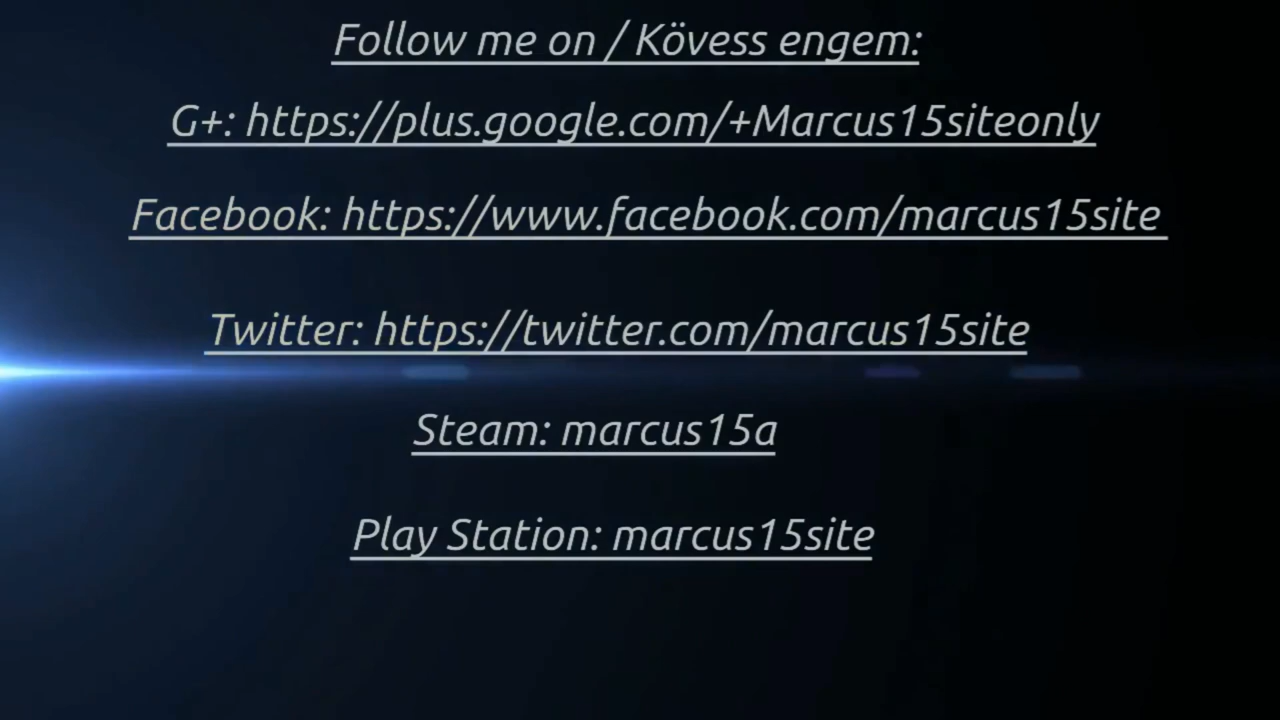 Follow me on / Kövess engem:
G+: https://plus.google.com/+Marcus15siteonly
Facebook: https://www.facebook.com/marcus15site
Twitter: https://twitter.com/marcus15site
Steam: marcus15a
Play Station: marcus15site